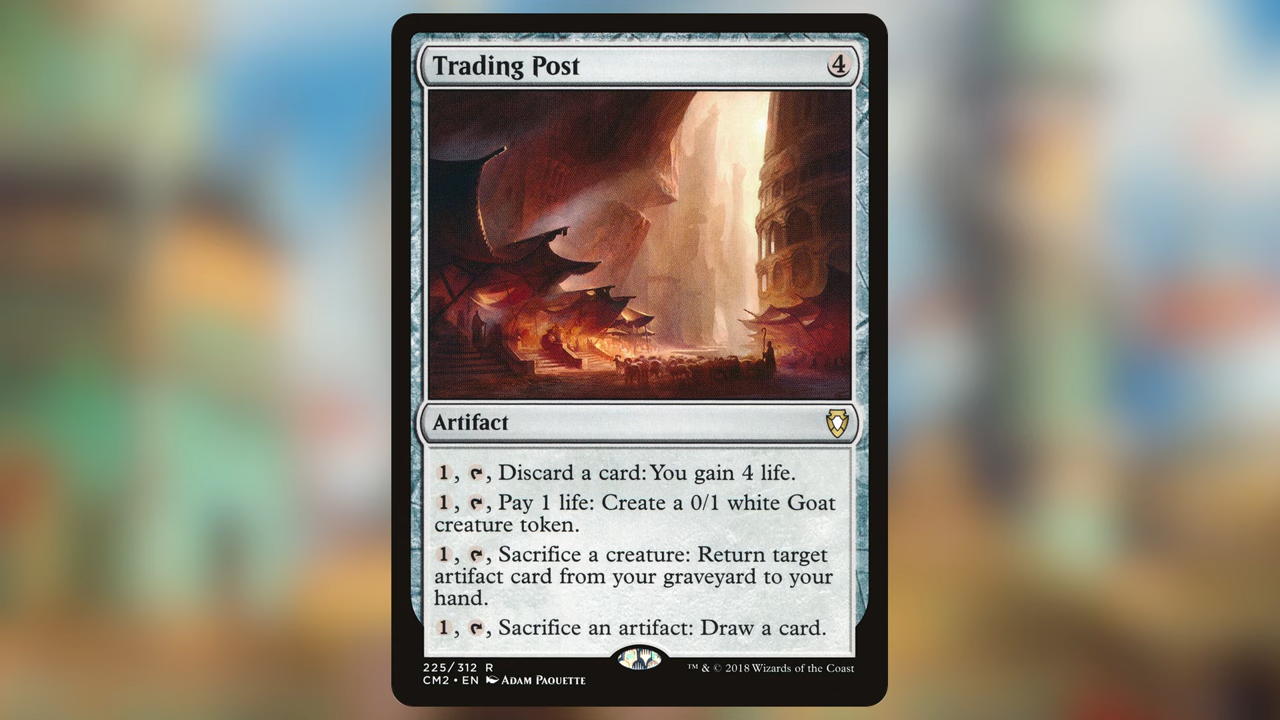 Trading Post 4
Artifact
1, T, Discard a card: You gain 4 life.
1, T, Pay 1 life: Create a 0/1 white Goat
creature token.
1, T, Sacrifice a creature: Return target
artifact card from your graveyard to your
hand.
1, T, Sacrifice an artifact: Draw a card.
225/312 R
™ & © 2018 Wizards of the Coast
CM2 • EN Adam Paquette